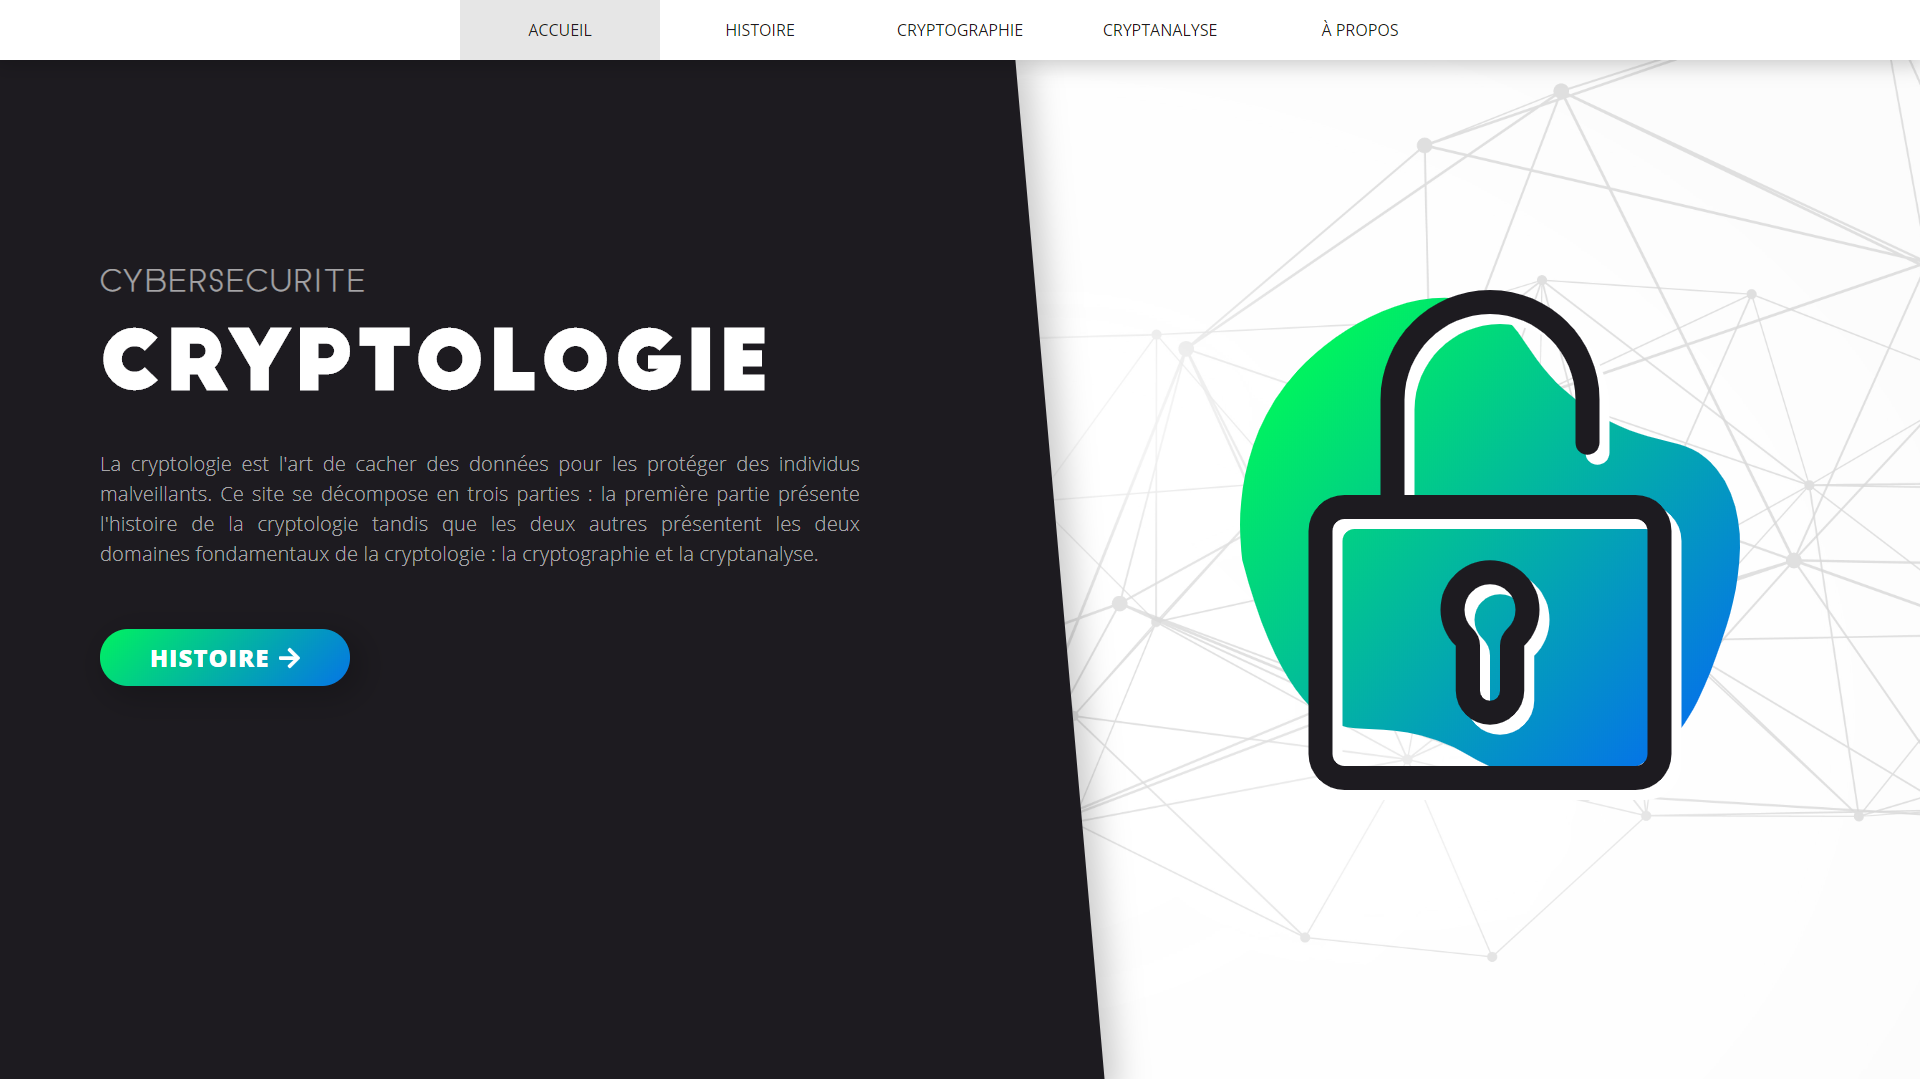 ACCUEIL
HISTOIRE
CRYPTOGRAPHIE
CRYPTANALYSE
À PROPOS
CYBERSECURITE
CRYPTOLOGIE
La cryptologie est l'art de cacher des données pour les protéger des individus
malveillants. Ce site se décompose en trois parties : la première partie présente
l'histoire de la cryptologie tandis que les deux autres présentent les deux
domaines fondamentaux de la cryptologie : la cryptographie et la cryptanalyse.
HISTOIRE